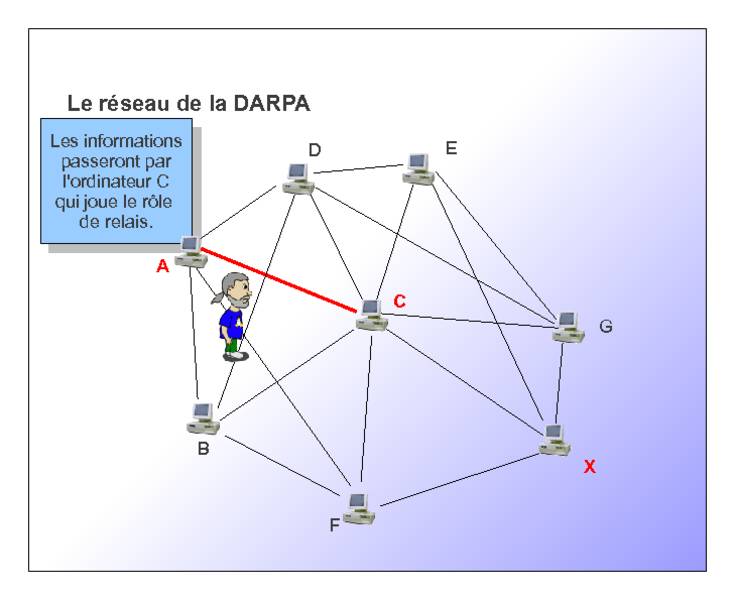 Le réseau de la DARPA
Les informations
passeront par
l'ordinateur C
qui joue le rôle
de relais.
D
E
A
C
G
B
X
F